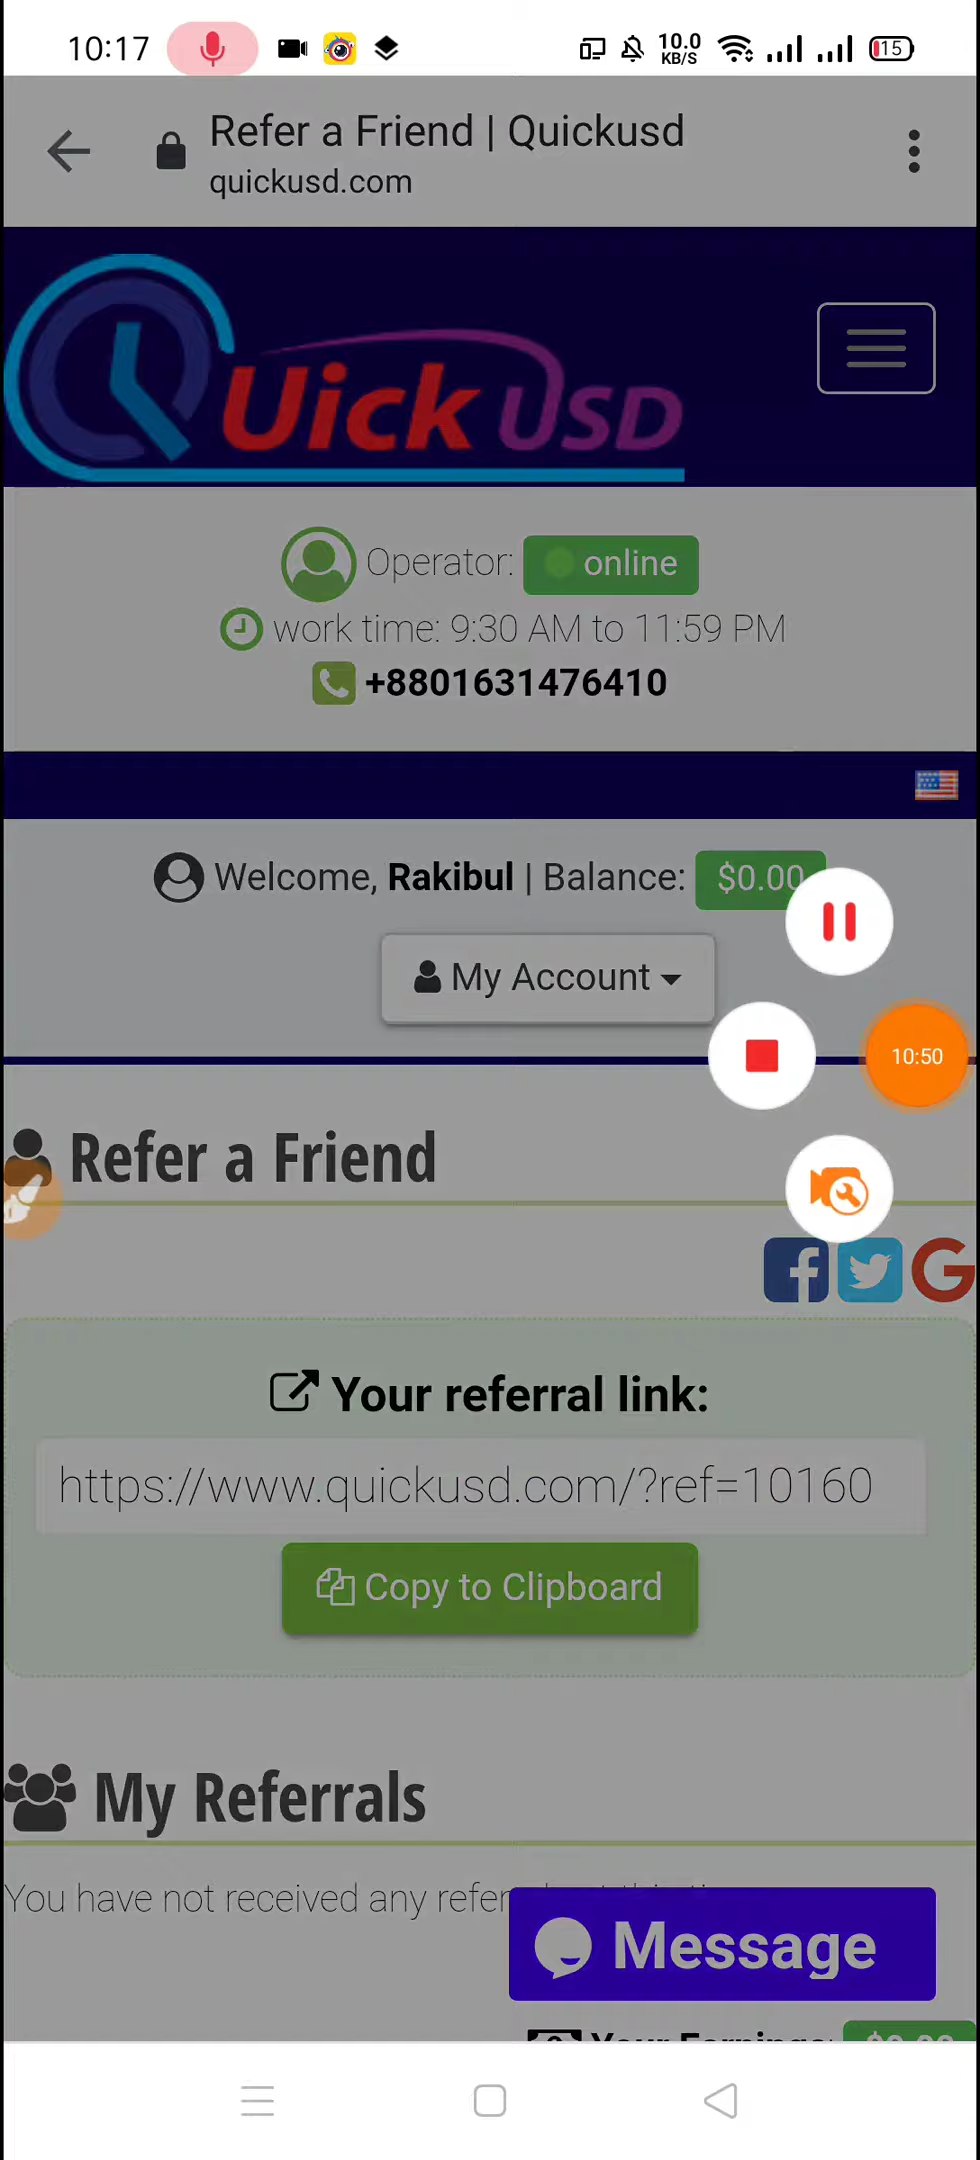 10:17
10.0
KB/S
15
Refer a Friend | Quickusd
quickusd.com
QUick USD
Operator: online
work time: 9:30 AM to 11:59 PM
+8801631476410
Welcome, Rakibul | Balance: $0.00
My Account
10:50
Refer a Friend
Your referral link:
https://www.quickusd.com/?ref=10160
Copy to Clipboard
My Referrals
You have not received any
Message